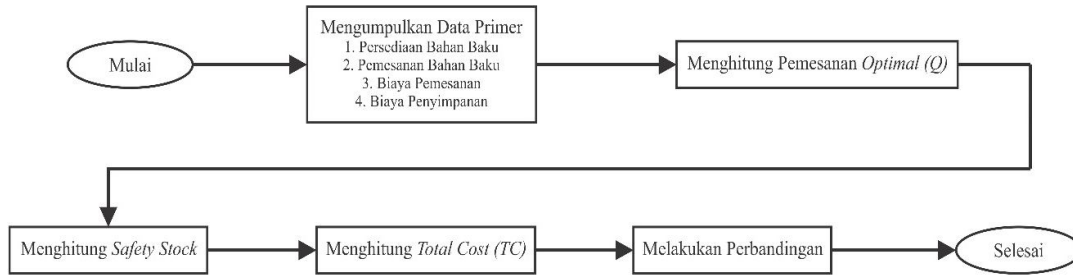 Mulai
Mengumpulkan Data Primer
1. Persediaan Bahan Baku
2. Pemesanan Bahan Baku
3. Biaya Pemesanan
4. Biaya Penyimpanan
Menghitung Pemesanan Optimal (Q)
Menghitung Safety Stock
Menghitung Total Cost (TC)
Melakukan Perbandingan
Selesai